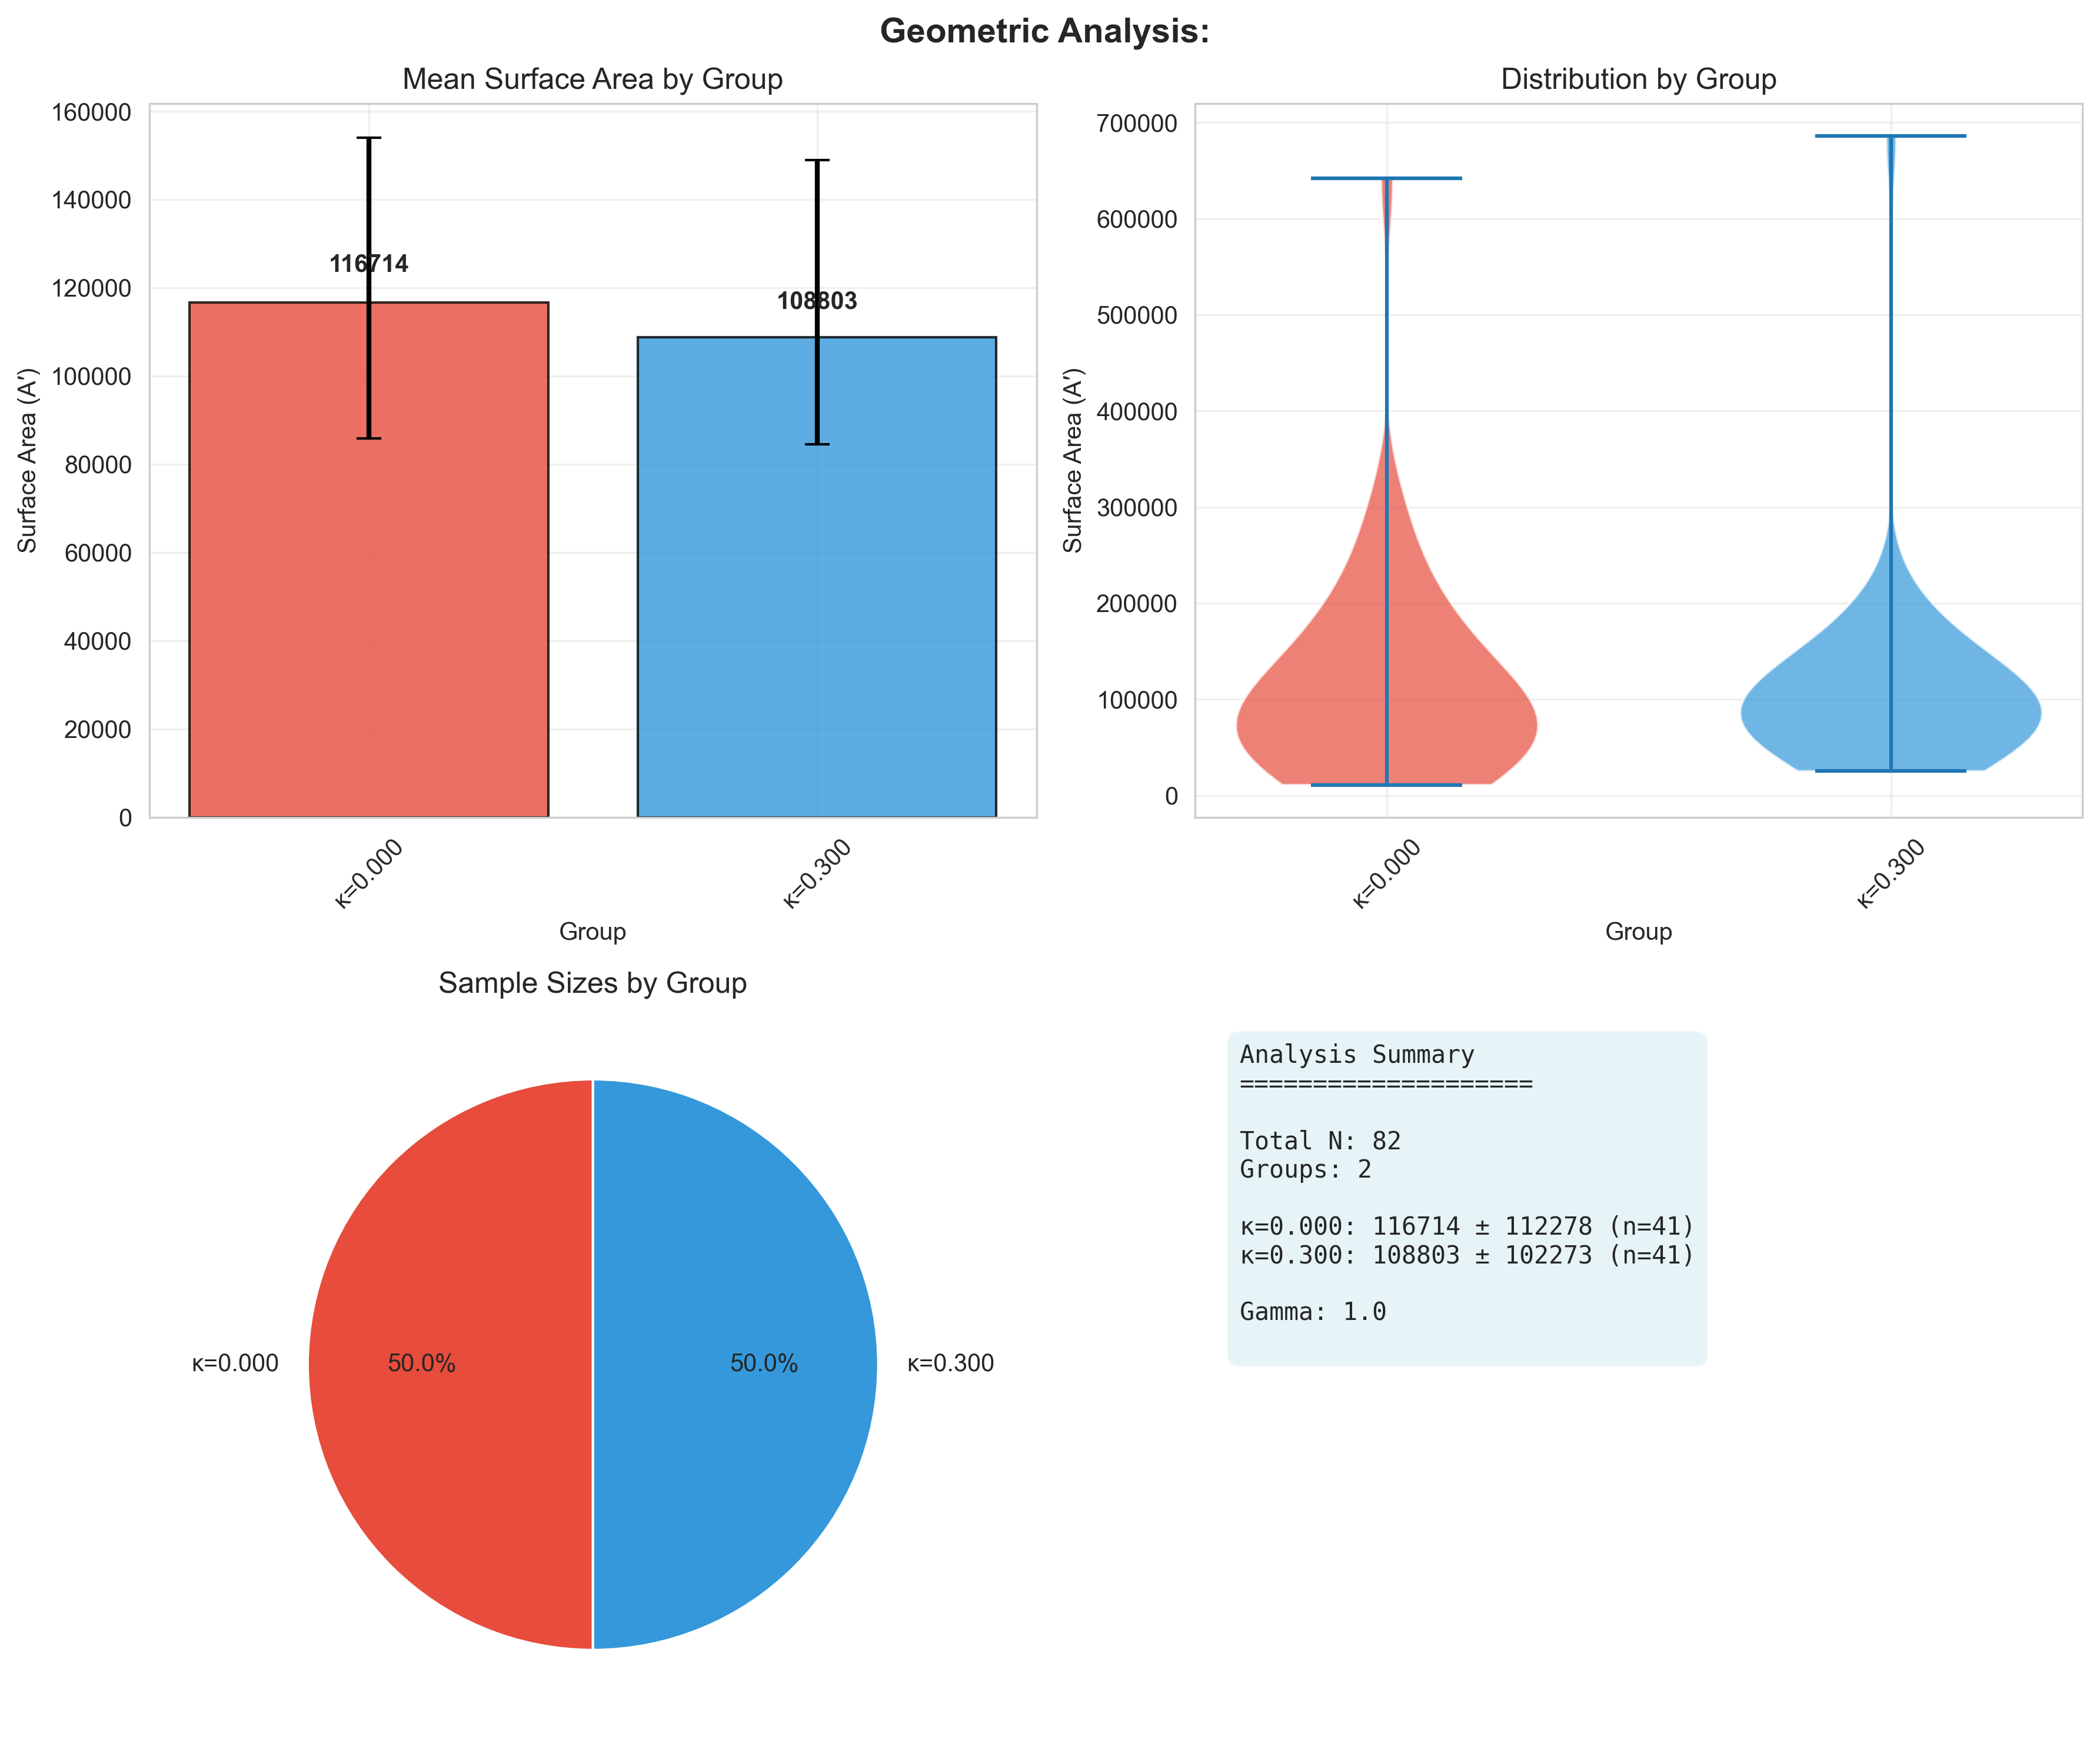 Geometric Analysis:
Mean Surface Area by Group
160000
140000
120000
100000
80000
60000
40000
20000
0
Surface Area (A′)
116714
108803
κ=0.000
κ=0.300
Group
Distribution by Group
700000
600000
500000
400000
300000
200000
100000
0
Surface Area (A′)
κ=0.000
κ=0.300
Group
Sample Sizes by Group
κ=0.000
50.0%
50.0%
κ=0.300
Analysis Summary
====================
Total N: 82
Groups: 2
κ=0.000: 116714 ± 112278 (n=41)
κ=0.300: 108803 ± 102273 (n=41)
Gamma: 1.0